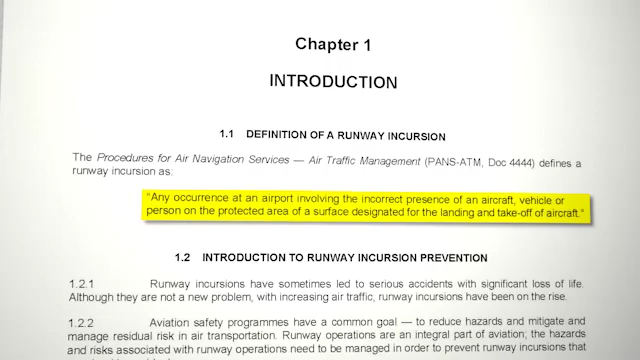 Chapter 1
INTRODUCTION
1.1 DEFINITION OF A RUNWAY INCURSION
The Procedures for Air Navigation Services — Air Traffic Management (PANS-ATM, Doc 4444) defines a
runway incursion as:
"Any occurrence at an airport involving the incorrect presence of an aircraft, vehicle or
person on the protected area of a surface designated for the landing and take-off of aircraft."
1.2 INTRODUCTION TO RUNWAY INCURSION PREVENTION
1.2.1 Runway incursions have sometimes led to serious accidents with significant loss of life.
Although they are not a new problem, with increasing air traffic, runway incursions have been on the rise.
1.2.2 Aviation safety programmes have a common goal — to reduce hazards and mitigate and
manage residual risk in air transportation. Runway operations are an integral part of aviation; the hazards
and risks associated with runway operations need to be managed in order to prevent runway incursions that